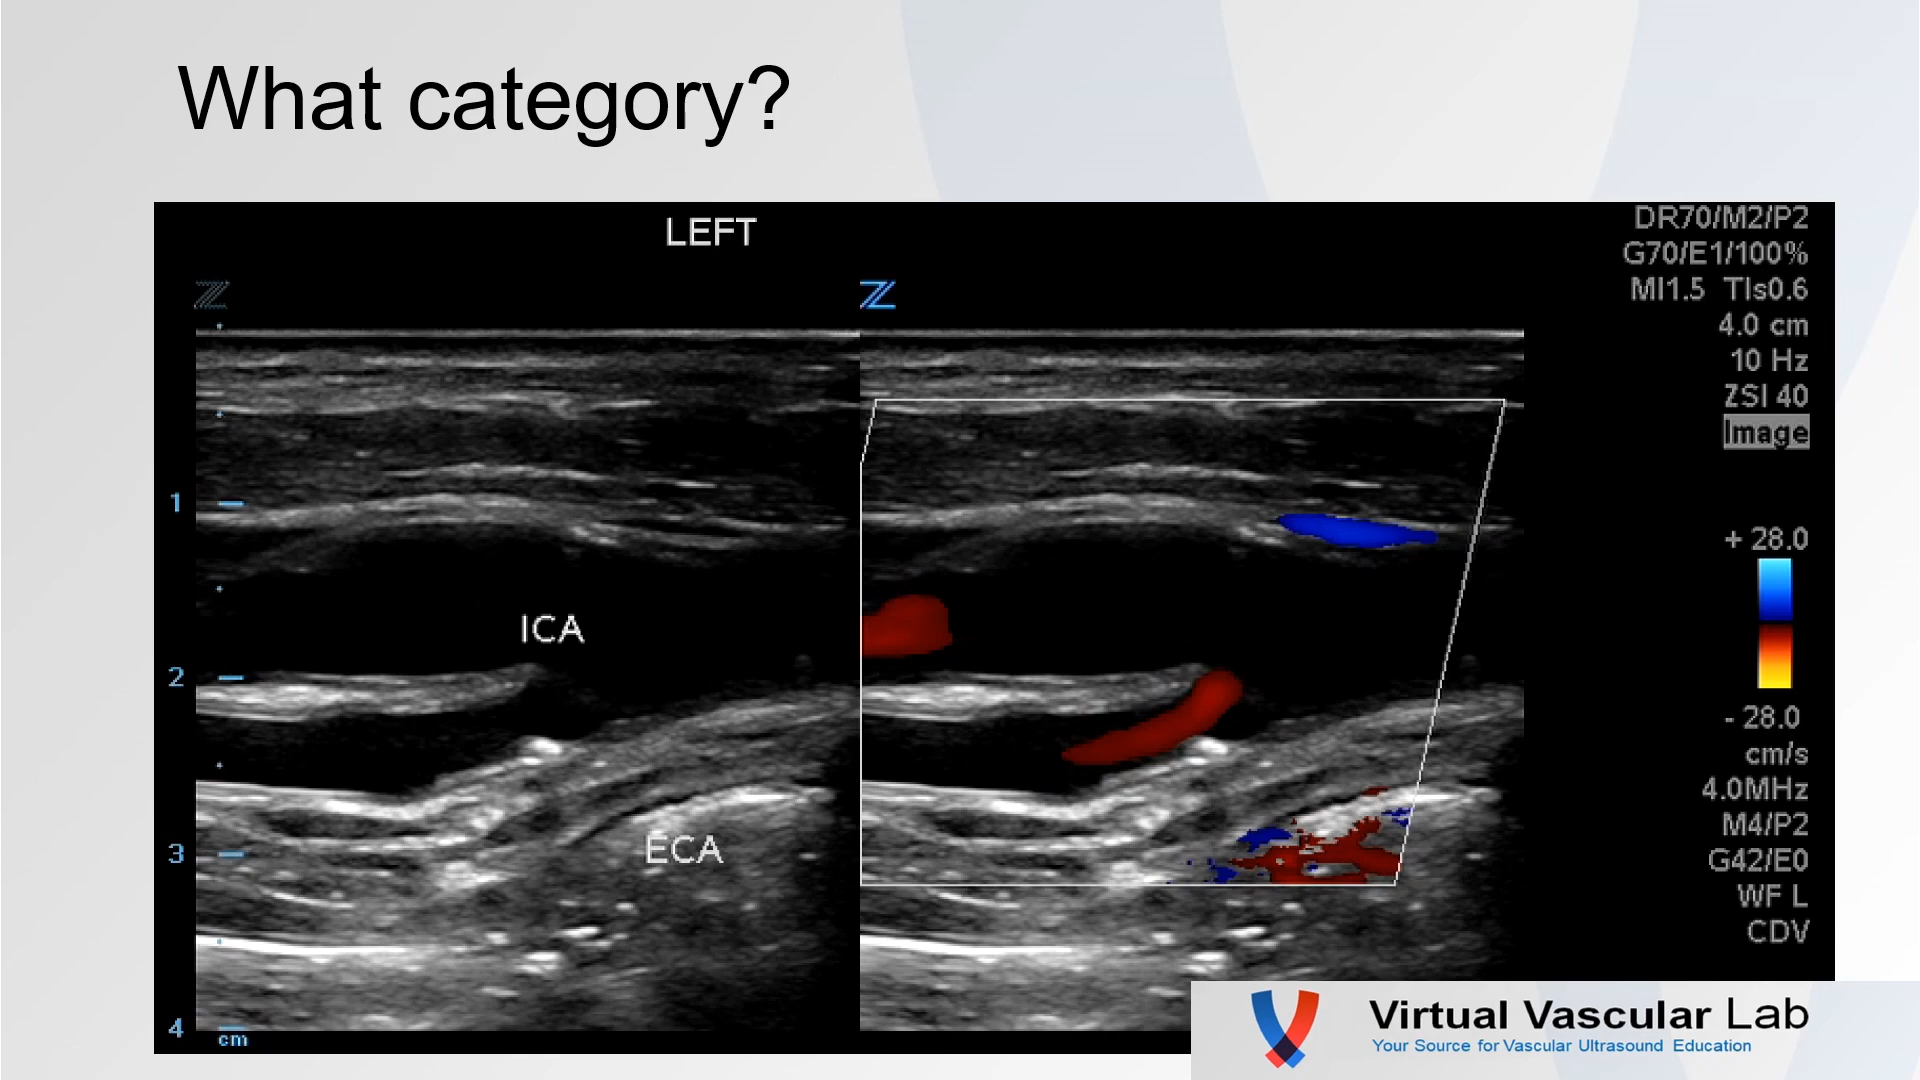 What category?
LEFT
Z
Z
DR70/M2/P2
G70/E1/100%
MI1.5 TIs0.6
4.0 cm
10 Hz
ZSI 40
Image
1
ICA
2
ECA
3
4
cm
+ 28.0
- 28.0
cm/s
4.0MHz
M4/P2
G42/E0
WF L
CDV
Virtual Vascular Lab
Your Source for Vascular Ultrasound Education